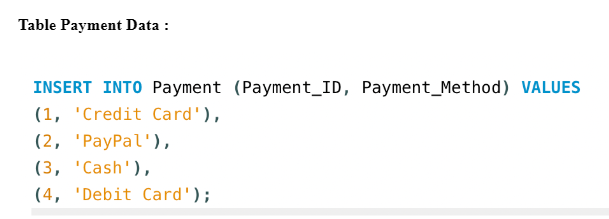 Table Payment Data :
INSERT INTO Payment (Payment_ID, Payment_Method) VALUES
(1, 'Credit Card'),
(2, 'PayPal'),
(3, 'Cash'),
(4, 'Debit Card');